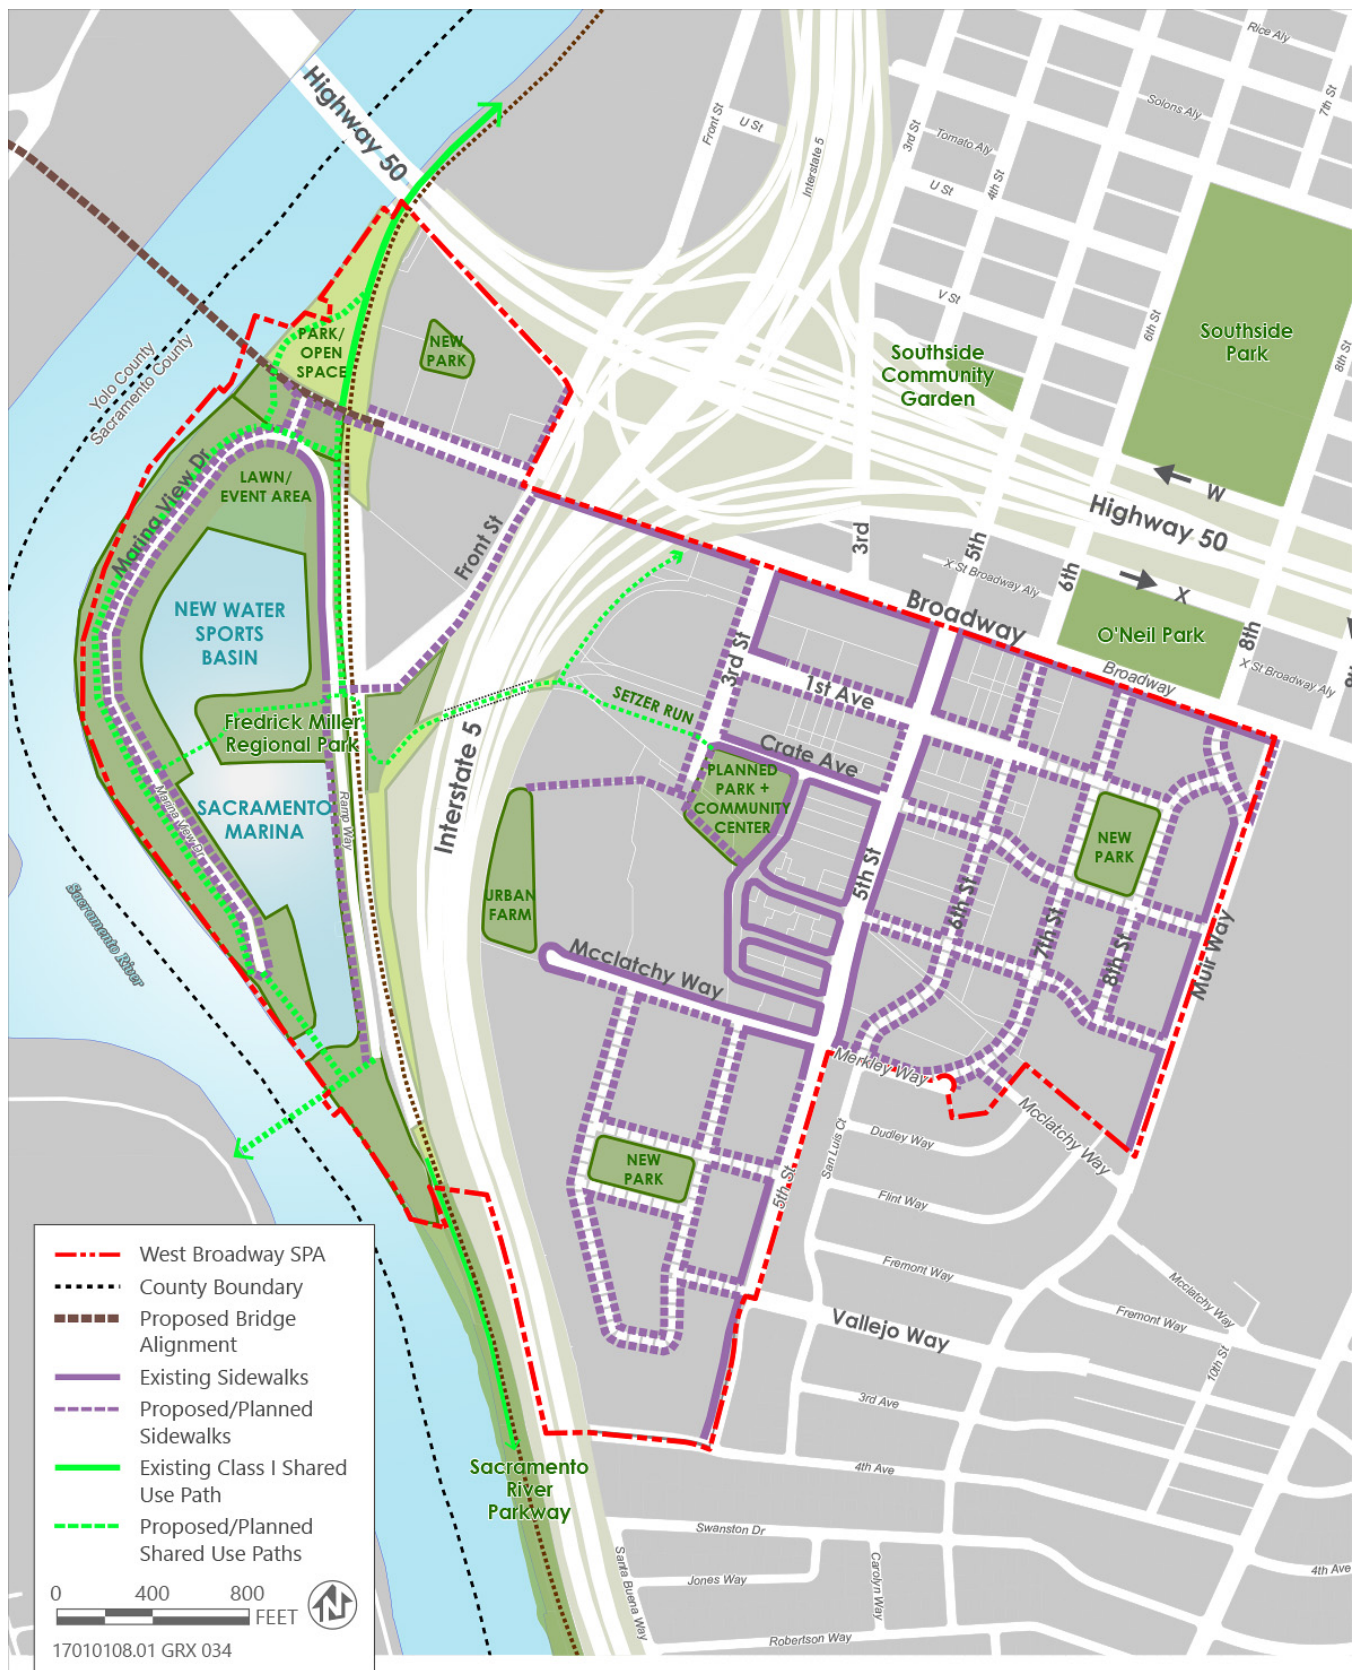 Rice Aly
Highway 50
Solons Aly
7th St
Front St
U St
3rd St
Tomato Aly
Interstate 5
U St
4th St
V St
6th St
Southside
Park
8th St
PARK/
OPEN
SPACE
NEW
PARK
Southside
Community
Garden
Yolo County
Sacramento County
Marina View Dr
LAWN/
EVENT AREA
W
Highway 50
Front St
3rd
5th
X St Broadway Aly
6th
X
NEW WATER
SPORTS
BASIN
Broadway
O'Neil Park
8th
Broadway
X St Broadway Aly
8th
3rd St
1st Ave
SETZER RUN
Fredrick Miller
Regional Park
Crate Ave
Interstate 5
PLANNED
PARK +
COMMUNITY
CENTER
Marina View Dr
SACRAMENTO
MARINA
Ramp Way
NEW
PARK
5th St
URBAN
FARM
6th St
7th St
8th St
Muir Way
Sacramento River
Mcclatchy Way
Merkley Way
Mcclatchy Way
San Luis Ct
Dudley Way
NEW
PARK
5th St
Flint Way
Fremont Way
Mcclatchy Way
Fremont Way
Vallejo Way
10th St
3rd Ave
4th Ave
Sacramento
River
Parkway
Swanston Dr
Santa Buena Way
Jones Way
Carolyn Way
4th Ave
Robertson Way
West Broadway SPA
County Boundary
Proposed Bridge
Alignment
Existing Sidewalks
Proposed/Planned
Sidewalks
Existing Class I Shared
Use Path
Proposed/Planned
Shared Use Paths
0 400 800
FEET
N
17010108.01 GRX 034